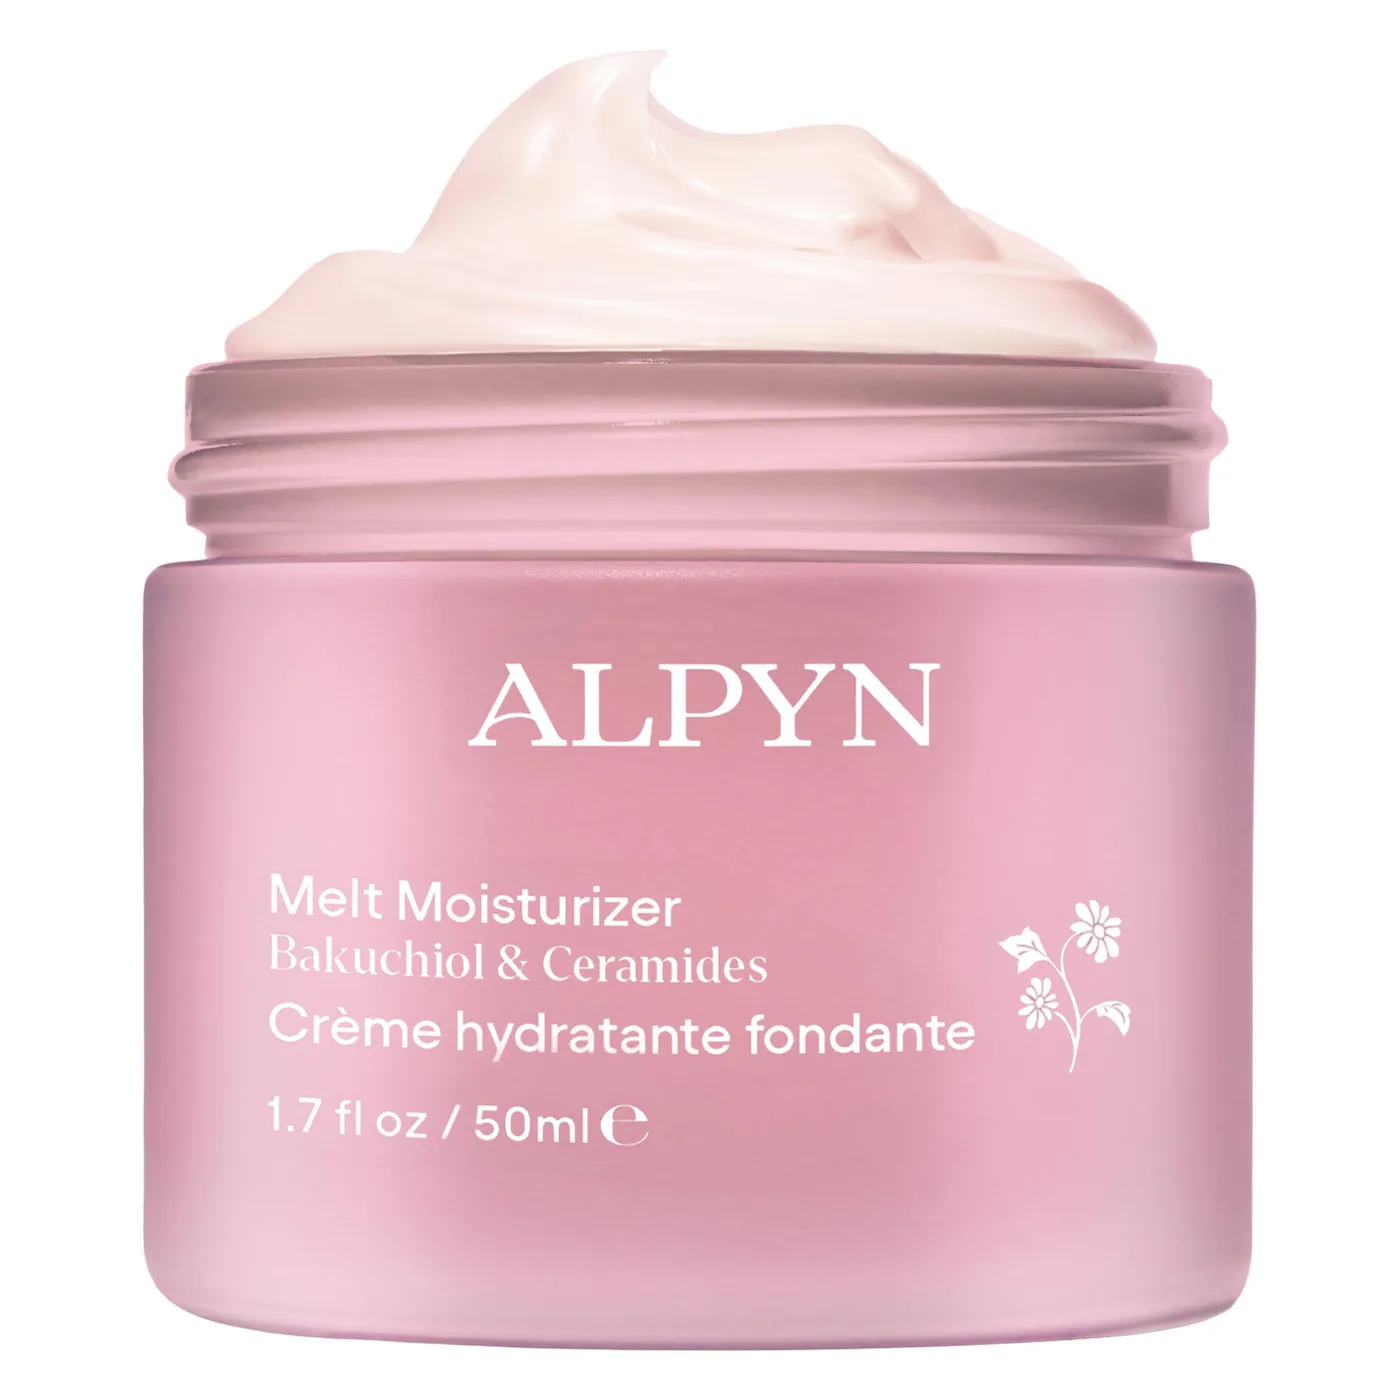 ALPYN
Melt Moisturizer
Bakuchiol & Ceramides
Crème hydratante fondante
1.7 fl oz / 50ml ℮